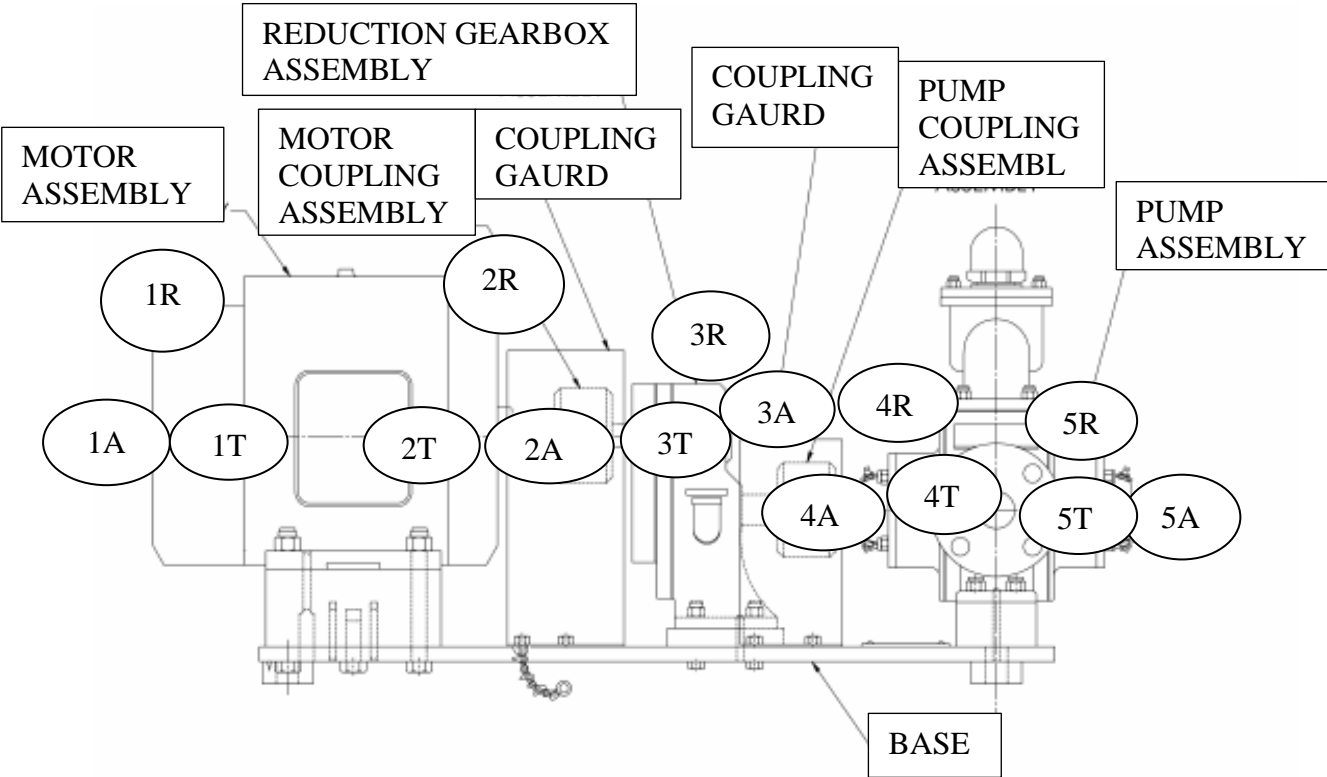 REDUCTION GEARBOX
ASSEMBLY
COUPLING
GAURD
PUMP
COUPLING
ASSEMBL
MOTOR
ASSEMBLY
MOTOR
COUPLING
ASSEMBLY
COUPLING
GAURD
PUMP
ASSEMBLY
1R
2R
3R
3A
4R
5R
1A
1T
2T
2A
3T
4A
4T
5T
5A
BASE